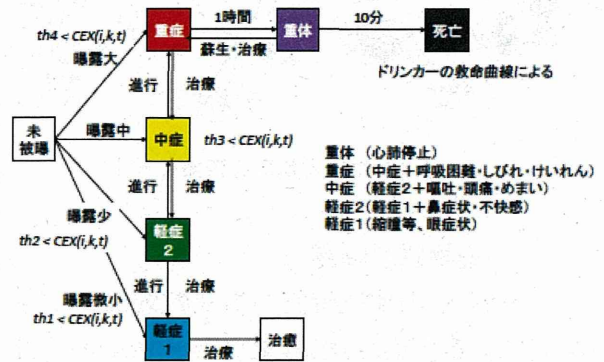 重症
1時間
重体
10分
死亡
th4 < CEX(i,k,t)
曝露大
蘇生・治療
ドリンカーの救命曲線による
進行
治療
未被曝
曝露中
中症
th3 < CEX(i,k,t)
重体 (心肺停止)
重症 (中症+呼吸困難・しびれ・けいれん)
中症 (軽症2+嘔吐・頭痛・めまい)
軽症2(軽症1+鼻症状・不快感)
軽症1(縮瞳等、眼症状)
進行
治療
曝露少
th2 < CEX(i,k,t)
軽症
2
進行
治療
曝露微小
th1 < CEX(i,k,t)
軽症
1
治療
治癒